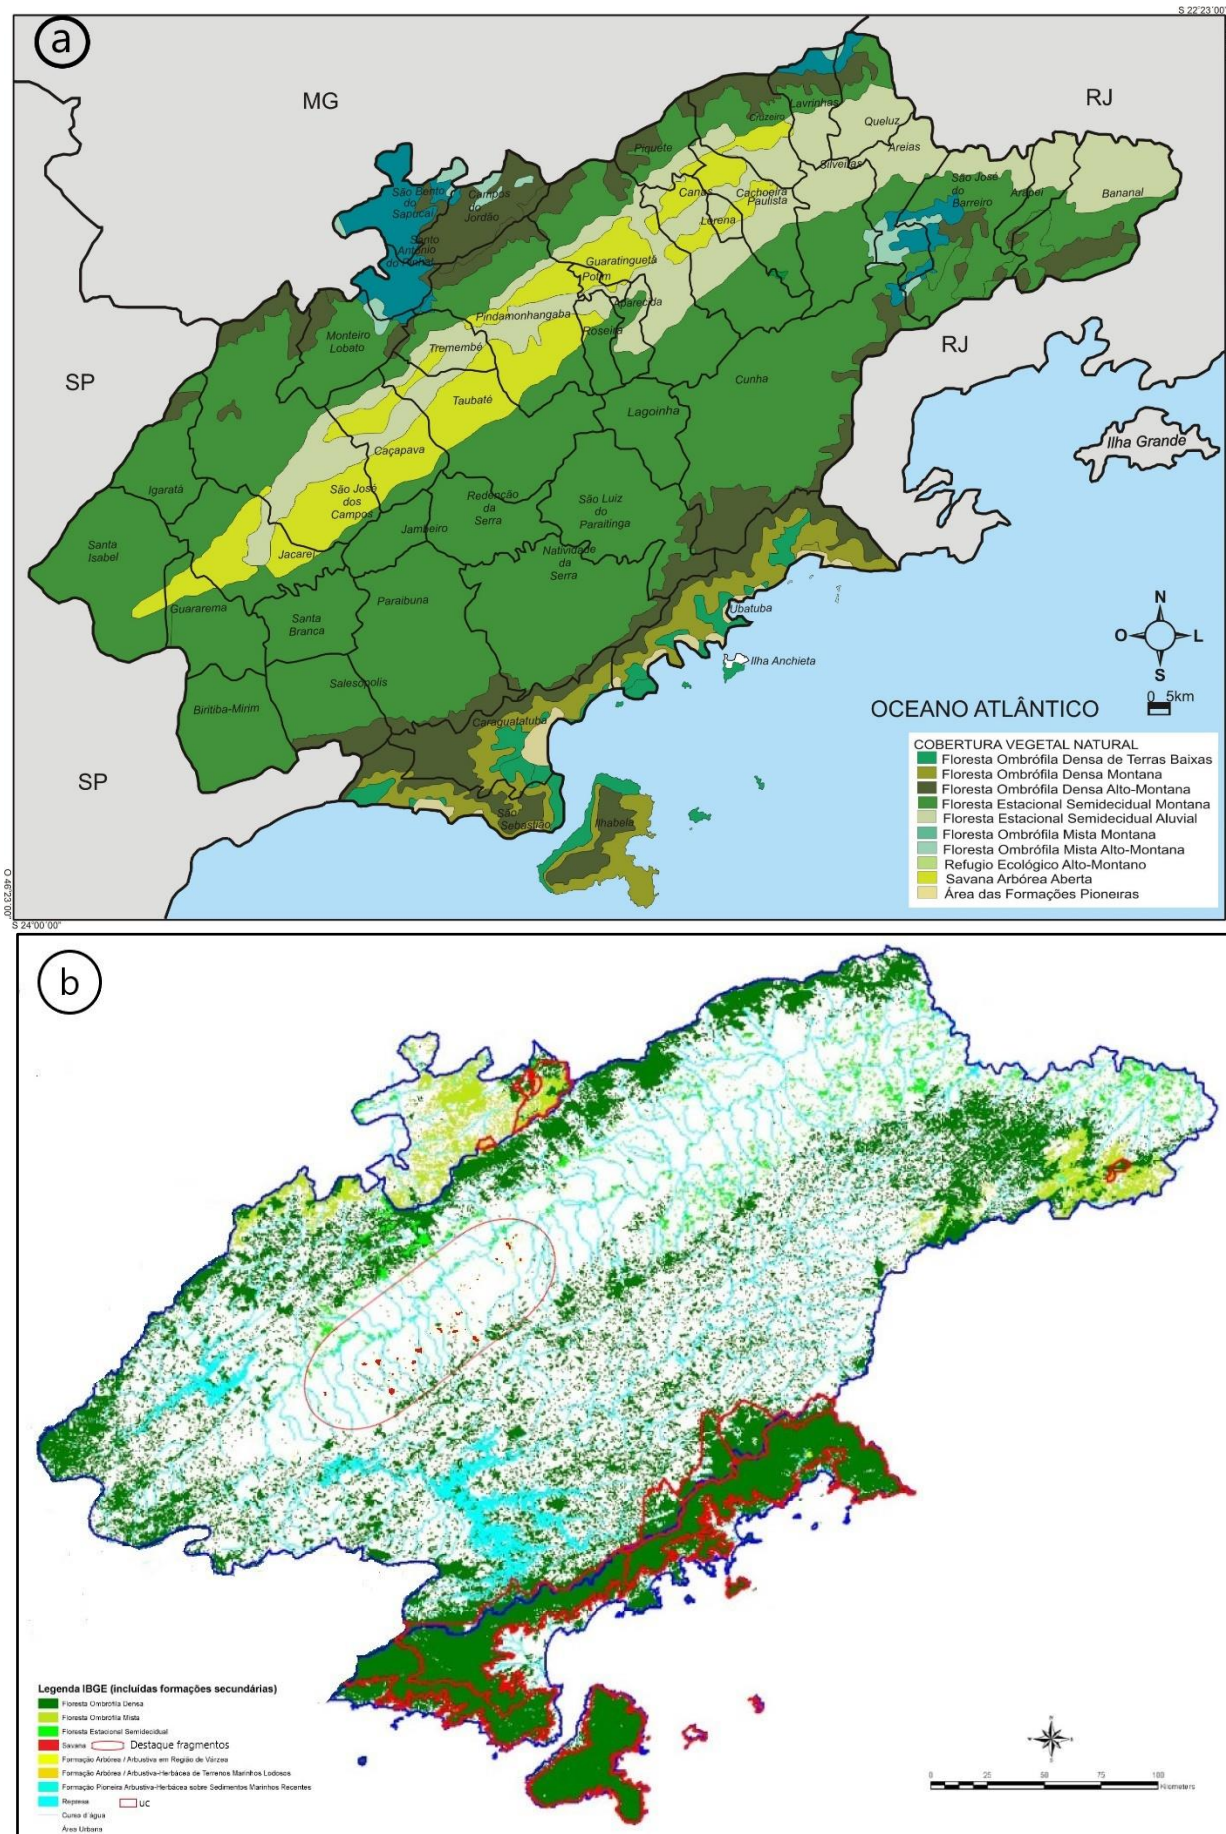 S 22°23'00"
a
MG
RJ
Lavrinhas
Cruzeiro
Queluz
Areias
Piquete
Silveiras
São José
do
Barreiro
Arapeí
Bananal
São Bento
do
Sapucaí
Campos
do
Jordão
Canas
Cachoeira
Paulista
Lorena
Santo
Antônio
do Pinhal
Guaratinguetá
Potim
Aparecida
Pindamonhangaba
Roseira
Monteiro
Lobato
Tremembé
RJ
SP
Cunha
Taubaté
Lagoinha
Ilha Grande
Caçapava
Igaratá
São José
dos
Campos
Redenção
da
Serra
São Luiz
do
Paraitinga
Jambeiro
Santa
Isabel
Jacareí
Natividade
da
Serra
Guararema
Paraibuna
Santa
Branca
Ubatuba
N
O
L
S
Ilha Anchieta
Salesópolis
Biritiba-Mirim
0 5km
OCEANO ATLÂNTICO
Caraguatatuba
SP
São
Sebastião
Ilhabela
COBERTURA VEGETAL NATURAL
Floresta Ombrófila Densa de Terras Baixas
Floresta Ombrófila Densa Montana
Floresta Ombrófila Densa Alto-Montana
Floresta Estacional Semidecidual Montana
Floresta Estacional Semidecidual Aluvial
Floresta Ombrófila Mista Montana
Floresta Ombrófila Mista Alto-Montana
Refugio Ecológico Alto-Montano
Savana Arbórea Aberta
Área das Formações Pioneiras
O 46°23'00"
S 24°00'00"
b
Legenda IBGE (incluídas formações secundárias)
Floresta Ombrófila Densa
Floresta Ombrófila Mista
Floresta Estacional Semidecidual
Savana Destaque fragmentos
Formação Arbórea / Arbustiva em Região de Várzea
Formação Arbórea / Arbustiva-Herbácea de Terrenos Marinhos Lodosos
Formação Pioneira Arbustiva-Herbácea sobre Sedimentos Marinhos Recentes
Represa UC
Curso d'água
Área Urbana
0 25 50 75 100
Kilometers